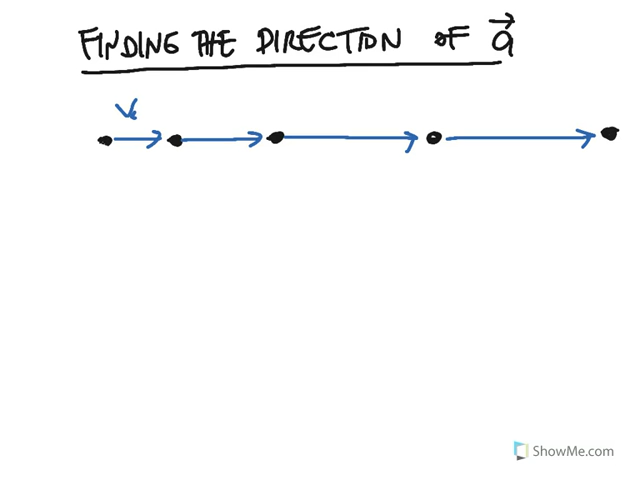 FINDING THE DIRECTION OF a⃗
V
ShowMe.com